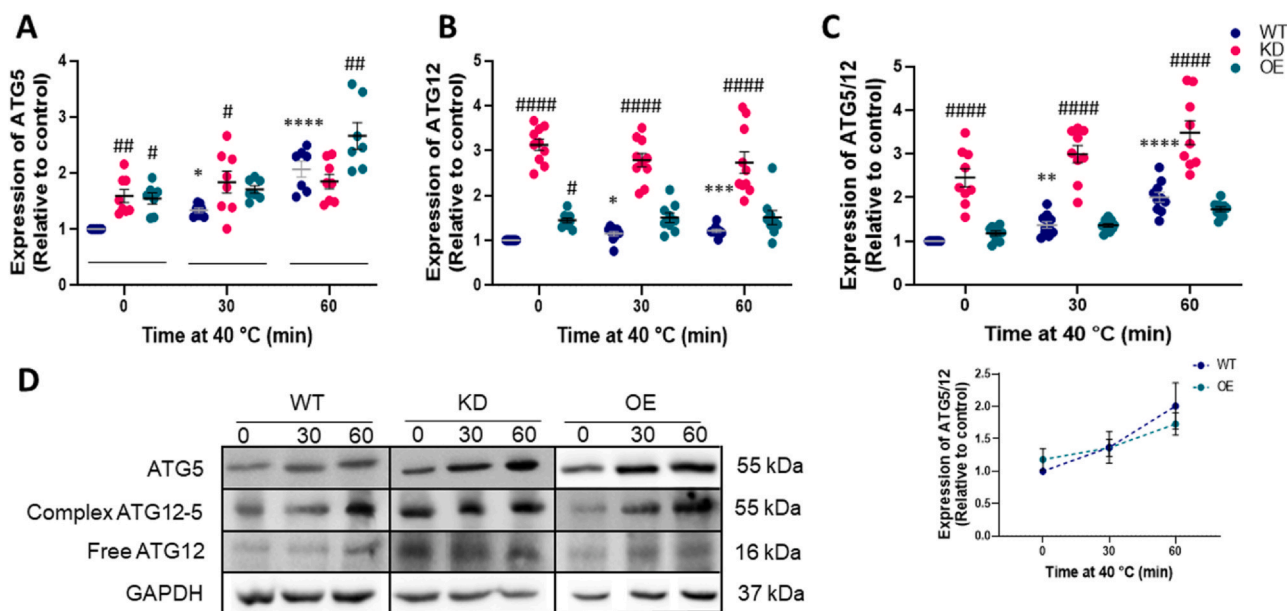 A
Expression of ATG5
(Relative to control)
4
3
2
1
0
##
#
*
#
****
##
0 30 60
Time at 40 °C (min)
B
Expression of ATG12
(Relative to control)
5
4
3
2
1
0
####
#
*
####
***
####
0 30 60
Time at 40 °C (min)
C
WT
KD
OE
Expression of ATG5/12
(Relative to control)
5
4
3
2
1
0
####
**
####
****
####
0 30 60
Time at 40 °C (min)
D
WT KD OE
0 30 60 0 30 60 0 30 60
ATG5 55 kDa
Complex ATG12-5 55 kDa
Free ATG12 16 kDa
GAPDH 37 kDa
WT
OE
Expression of ATG5/12
(Relative to control)
2.5
2.0
1.5
1.0
0.5
0.0
0 30 60
Time at 40 °C (min)